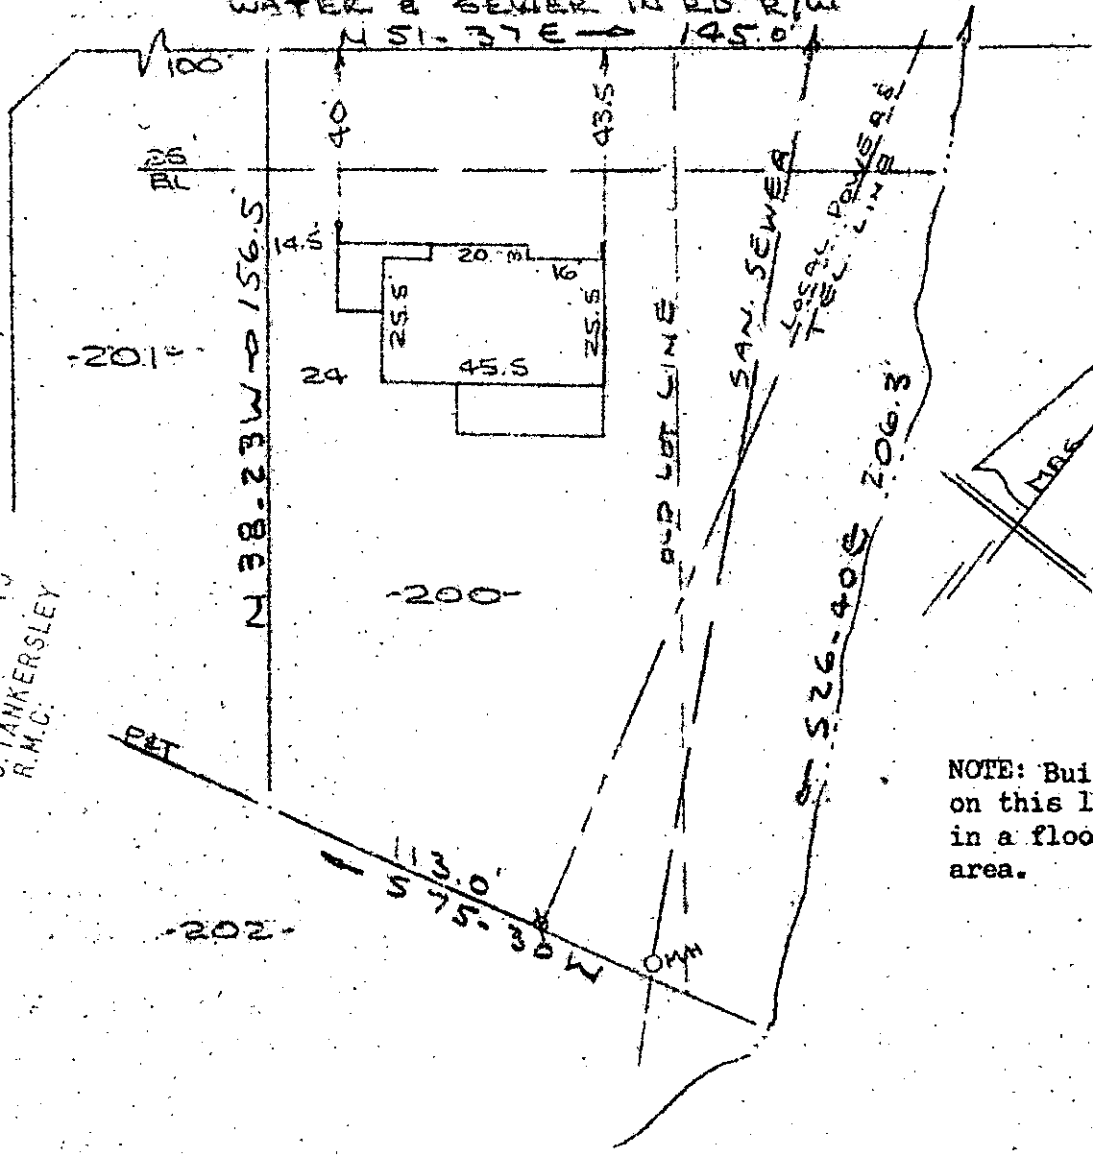 WATER & SEWER IN RD. R/W
N 51-37 E 145.0'
100'
40
43.5
25
BL
14.5
20
3
16
25.5
25.5
45.5
24
N 38-23 W 156.5
-201-
-200-
-202-
OLD LOT LINE
SAN. SEWER
LOCAL POWER &
TEL. LINE
S 26-40 E 206.3
MAG
TANKERSLEY
R.M.C.
P&T
113.0'
S 75-30 W
MH
NOTE: Bui
on this l
in a floo
area.